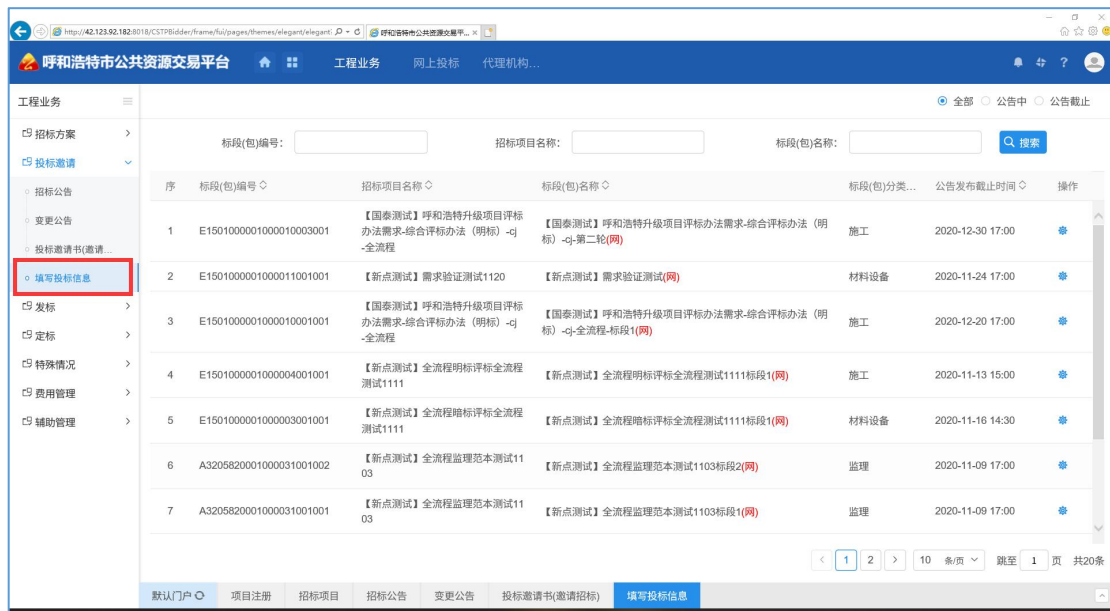 http://42.123.92.182:8018/CSTPBidder/frame/fui/pages/themes/elegant/eleganti
呼和浩特市公共资源交易平... ×
呼和浩特市公共资源交易平台 工程业务 网上投标 代理机构... ?
工程业务
全部 公告中 公告截止
招标方案
投标邀请
招标公告
变更公告
投标邀请书(邀请...
填写投标信息
发标
定标
特殊情况
费用管理
辅助管理
标段(包)编号: 招标项目名称: 标段(包)名称: 搜索
序 标段(包)编号 招标项目名称 标段(包)名称 标段(包)分类... 公告发布截止时间 操作
1 E1501000001000010003001 【国泰测试】呼和浩特升级项目评标办法需求-综合评标办法（明标）-cj-全流程 【国泰测试】呼和浩特升级项目评标办法需求-综合评标办法（明标）-cj-第二轮(网) 施工 2020-12-30 17:00
2 E1501000001000011001001 【新点测试】需求验证测试1120 【新点测试】需求验证测试(网) 材料设备 2020-11-24 17:00
3 E1501000001000010001001 【国泰测试】呼和浩特升级项目评标办法需求-综合评标办法（明标）-cj-全流程 【国泰测试】呼和浩特升级项目评标办法需求-综合评标办法（明标）-cj-全流程-标段1(网) 施工 2020-12-20 17:00
4 E1501000001000004001001 【新点测试】全流程明标评标全流程测试1111 【新点测试】全流程明标评标全流程测试1111标段1(网) 施工 2020-11-13 15:00
5 E1501000001000003001001 【新点测试】全流程暗标评标全流程测试1111 【新点测试】全流程暗标评标全流程测试1111标段1(网) 材料设备 2020-11-16 14:30
6 A3205820001000031001002 【新点测试】全流程监理范本测试1103 【新点测试】全流程监理范本测试1103标段2(网) 监理 2020-11-09 17:00
7 A3205820001000031001001 【新点测试】全流程监理范本测试1103 【新点测试】全流程监理范本测试1103标段1(网) 监理 2020-11-09 17:00
< 1 2 > 10 条/页 跳至 1 页 共20条
默认门户 项目注册 招标项目 招标公告 变更公告 投标邀请书(邀请招标) 填写投标信息